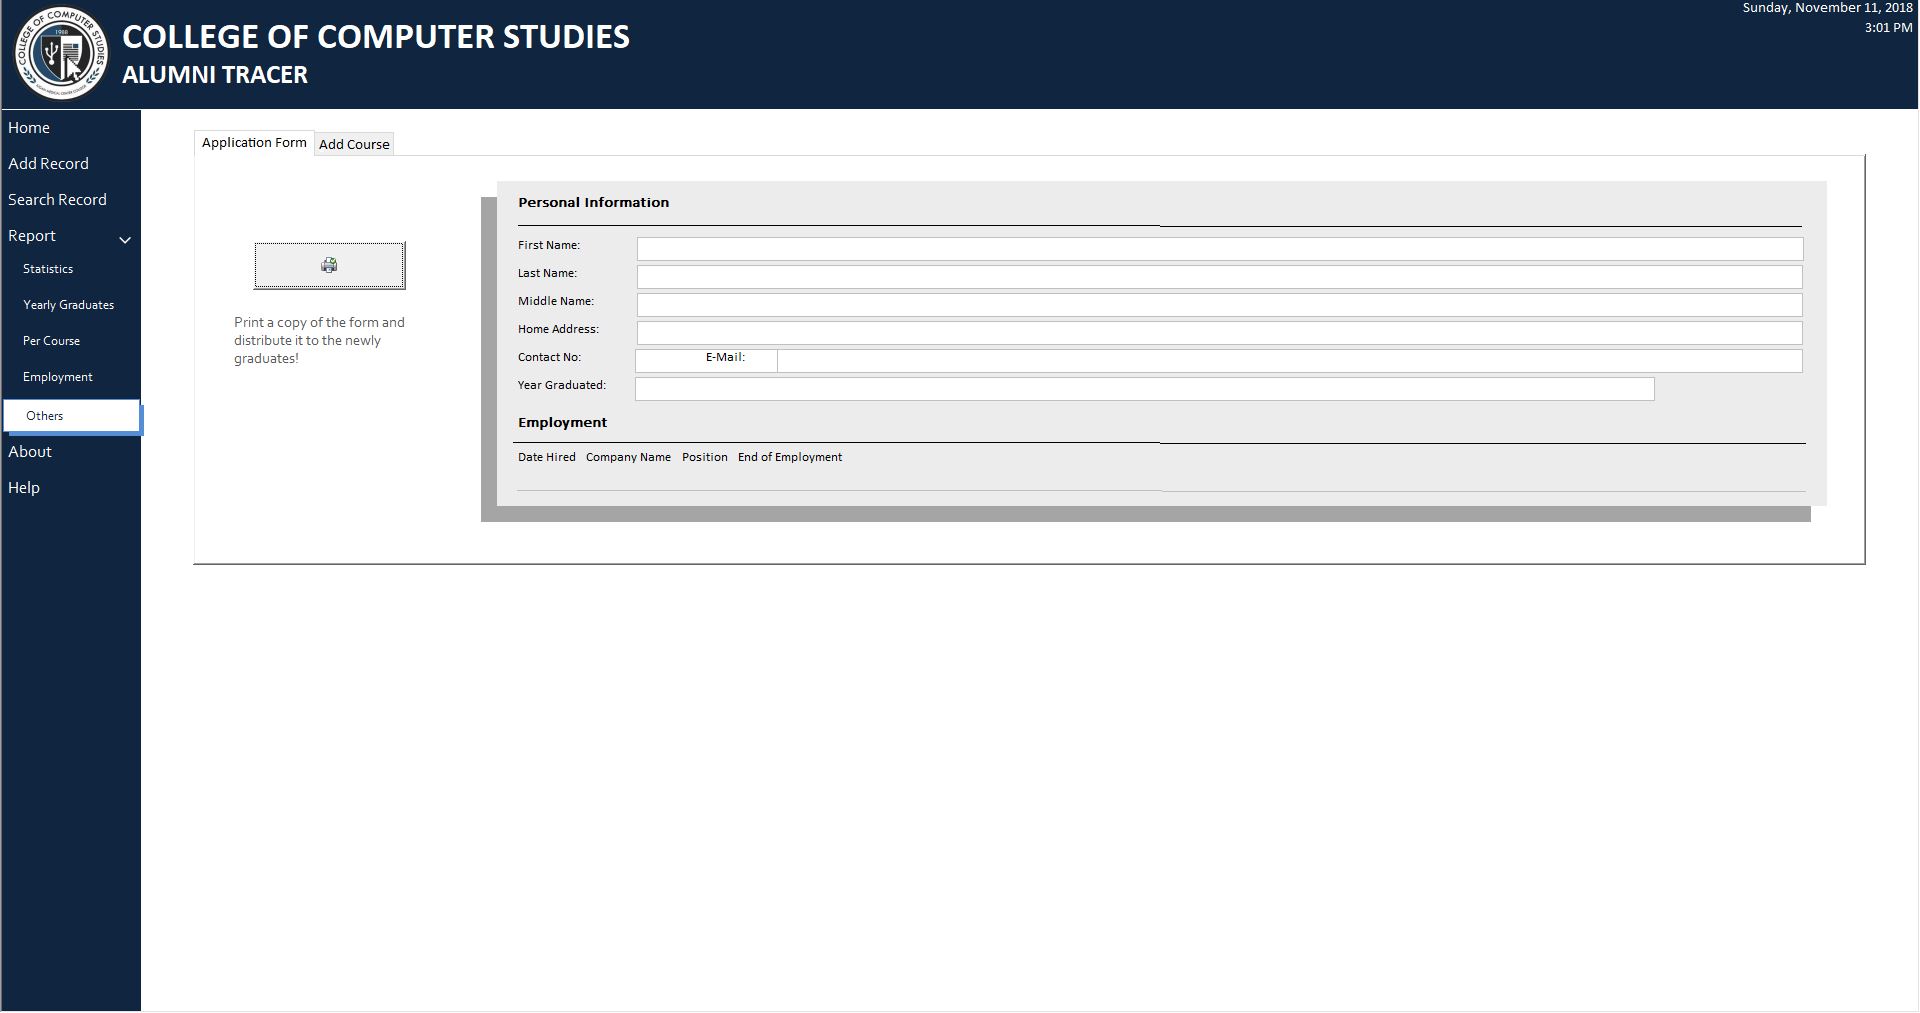 COLLEGE OF COMPUTER STUDIES
1988
COLLEGE OF COMPUTER STUDIES
ALUMNI TRACER
Sunday, November 11, 2018
3:01 PM
Home
Add Record
Search Record
Report
Statistics
Yearly Graduates
Per Course
Employment
Others
About
Help
Application Form
Add Course
Print a copy of the form and
distribute it to the newly
graduates!
Personal Information
First Name:
Last Name:
Middle Name:
Home Address:
Contact No: E-Mail:
Year Graduated:
Employment
Date Hired Company Name Position End of Employment